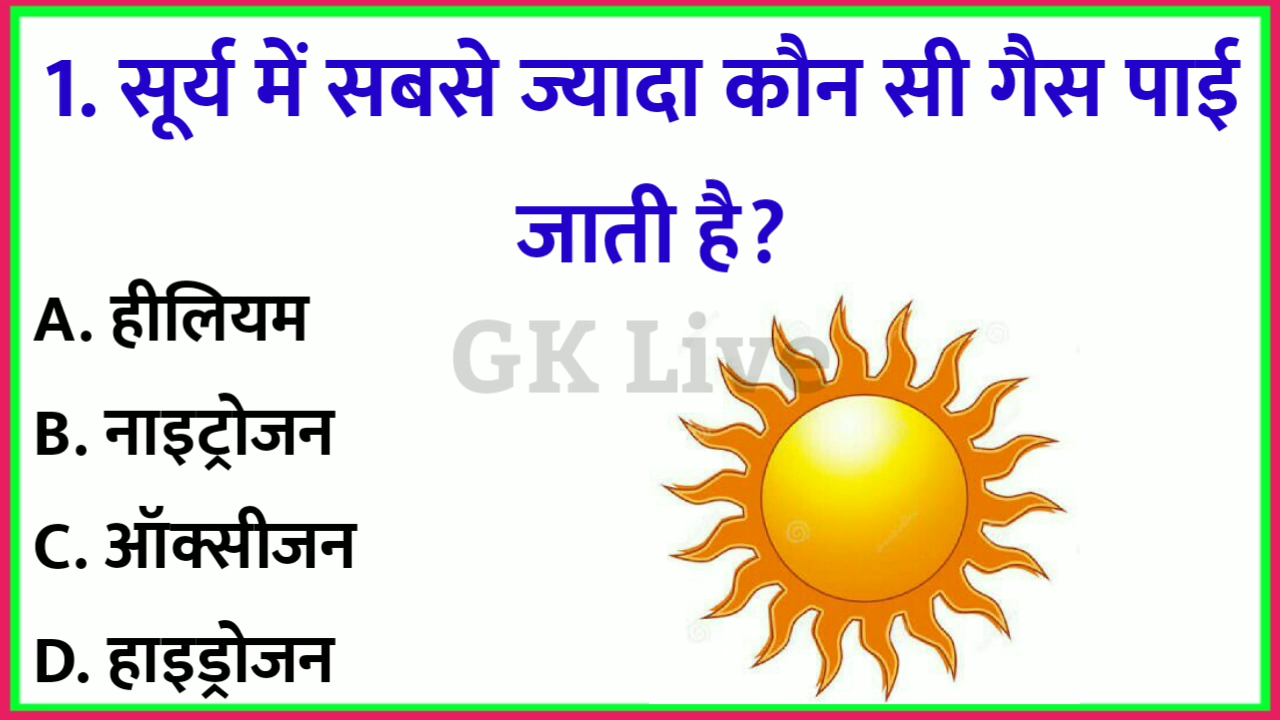 1. सूर्य में सबसे ज्यादा कौन सी गैस पाई
जाती है?
A. हीलियम
GK Live
B. नाइट्रोजन
C. ऑक्सीजन
D. हाइड्रोजन